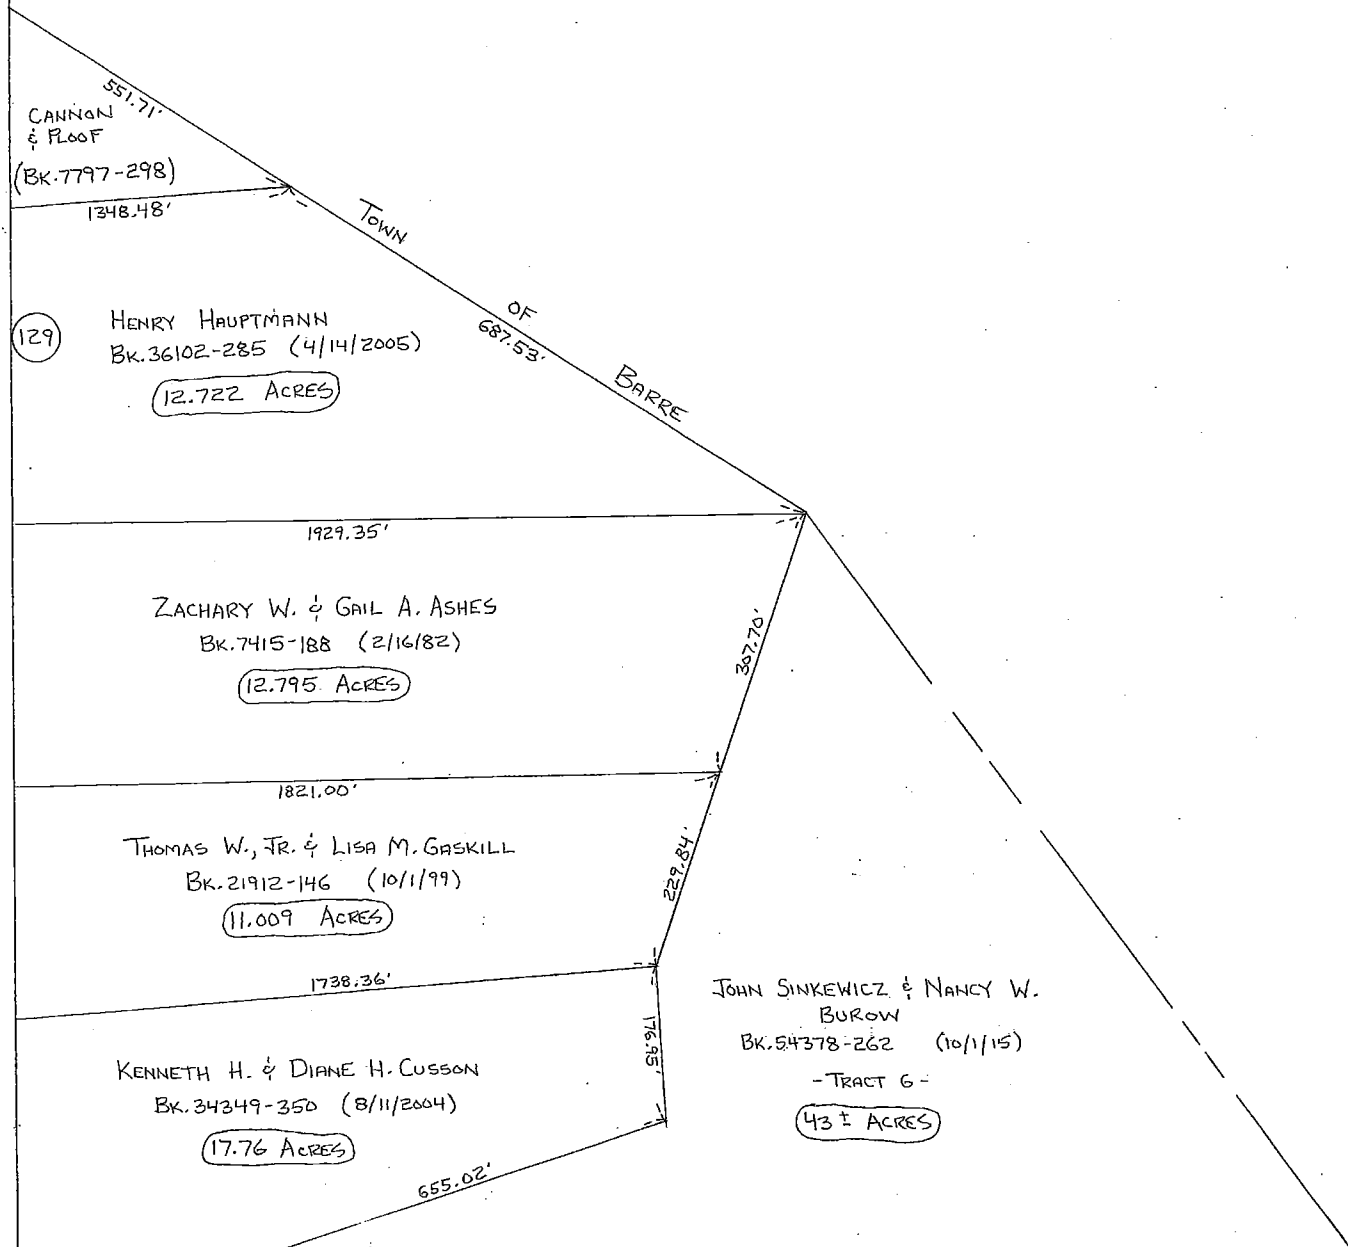 551.71'
CANNON
& PLOOF
(BK.7797-298)
1348.48'
TOWN
OF
BARRE
687.53'
129
HENRY HAUPTMANN
BK.36102-285 (4/14/2005)
12.722 ACRES
1929.35'
ZACHARY W. & GAIL A. ASHES
BK.7415-188 (2/16/82)
12.795 ACRES
307.70'
1821.00'
THOMAS W., JR. & LISA M. GASKILL
BK.21912-146 (10/1/99)
11.009 ACRES
229.84'
1738.36'
JOHN SINKEWICZ & NANCY W.
BUROW
BK.54378-262 (10/1/15)
-TRACT 6-
43± ACRES
176.95'
KENNETH H. & DIANE H. CUSSON
BK.34349-350 (8/11/2004)
17.76 ACRES
655.02'